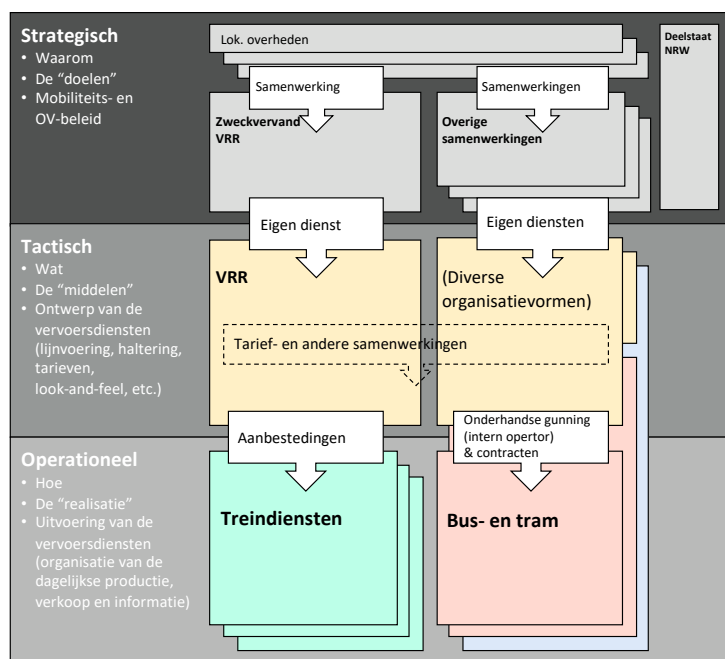 Strategisch
• Waarom
• De “doelen”
• Mobiliteits- en
OV-beleid
Lok. overheden
Deelstaat
NRW
Samenwerking
Samenwerkingen
Zweckvervand
VRR
Overige
samenwerkingen
Eigen dienst
Eigen diensten
Tactisch
• Wat
• De “middelen”
• Ontwerp van de
vervoersdiensten
(lijnvoering, haltering,
tarieven,
look-and-feel, etc.)
VRR
(Diverse
organisatievormen)
Tarief- en andere samenwerkingen
Aanbestedingen
Onderhandse gunning
(intern opertor)
& contracten
Operationeel
• Hoe
• De “realisatie”
• Uitvoering van de
vervoersdiensten
(organisatie van de
dagelijkse productie,
verkoop en informatie)
Treindiensten
Bus- en tram